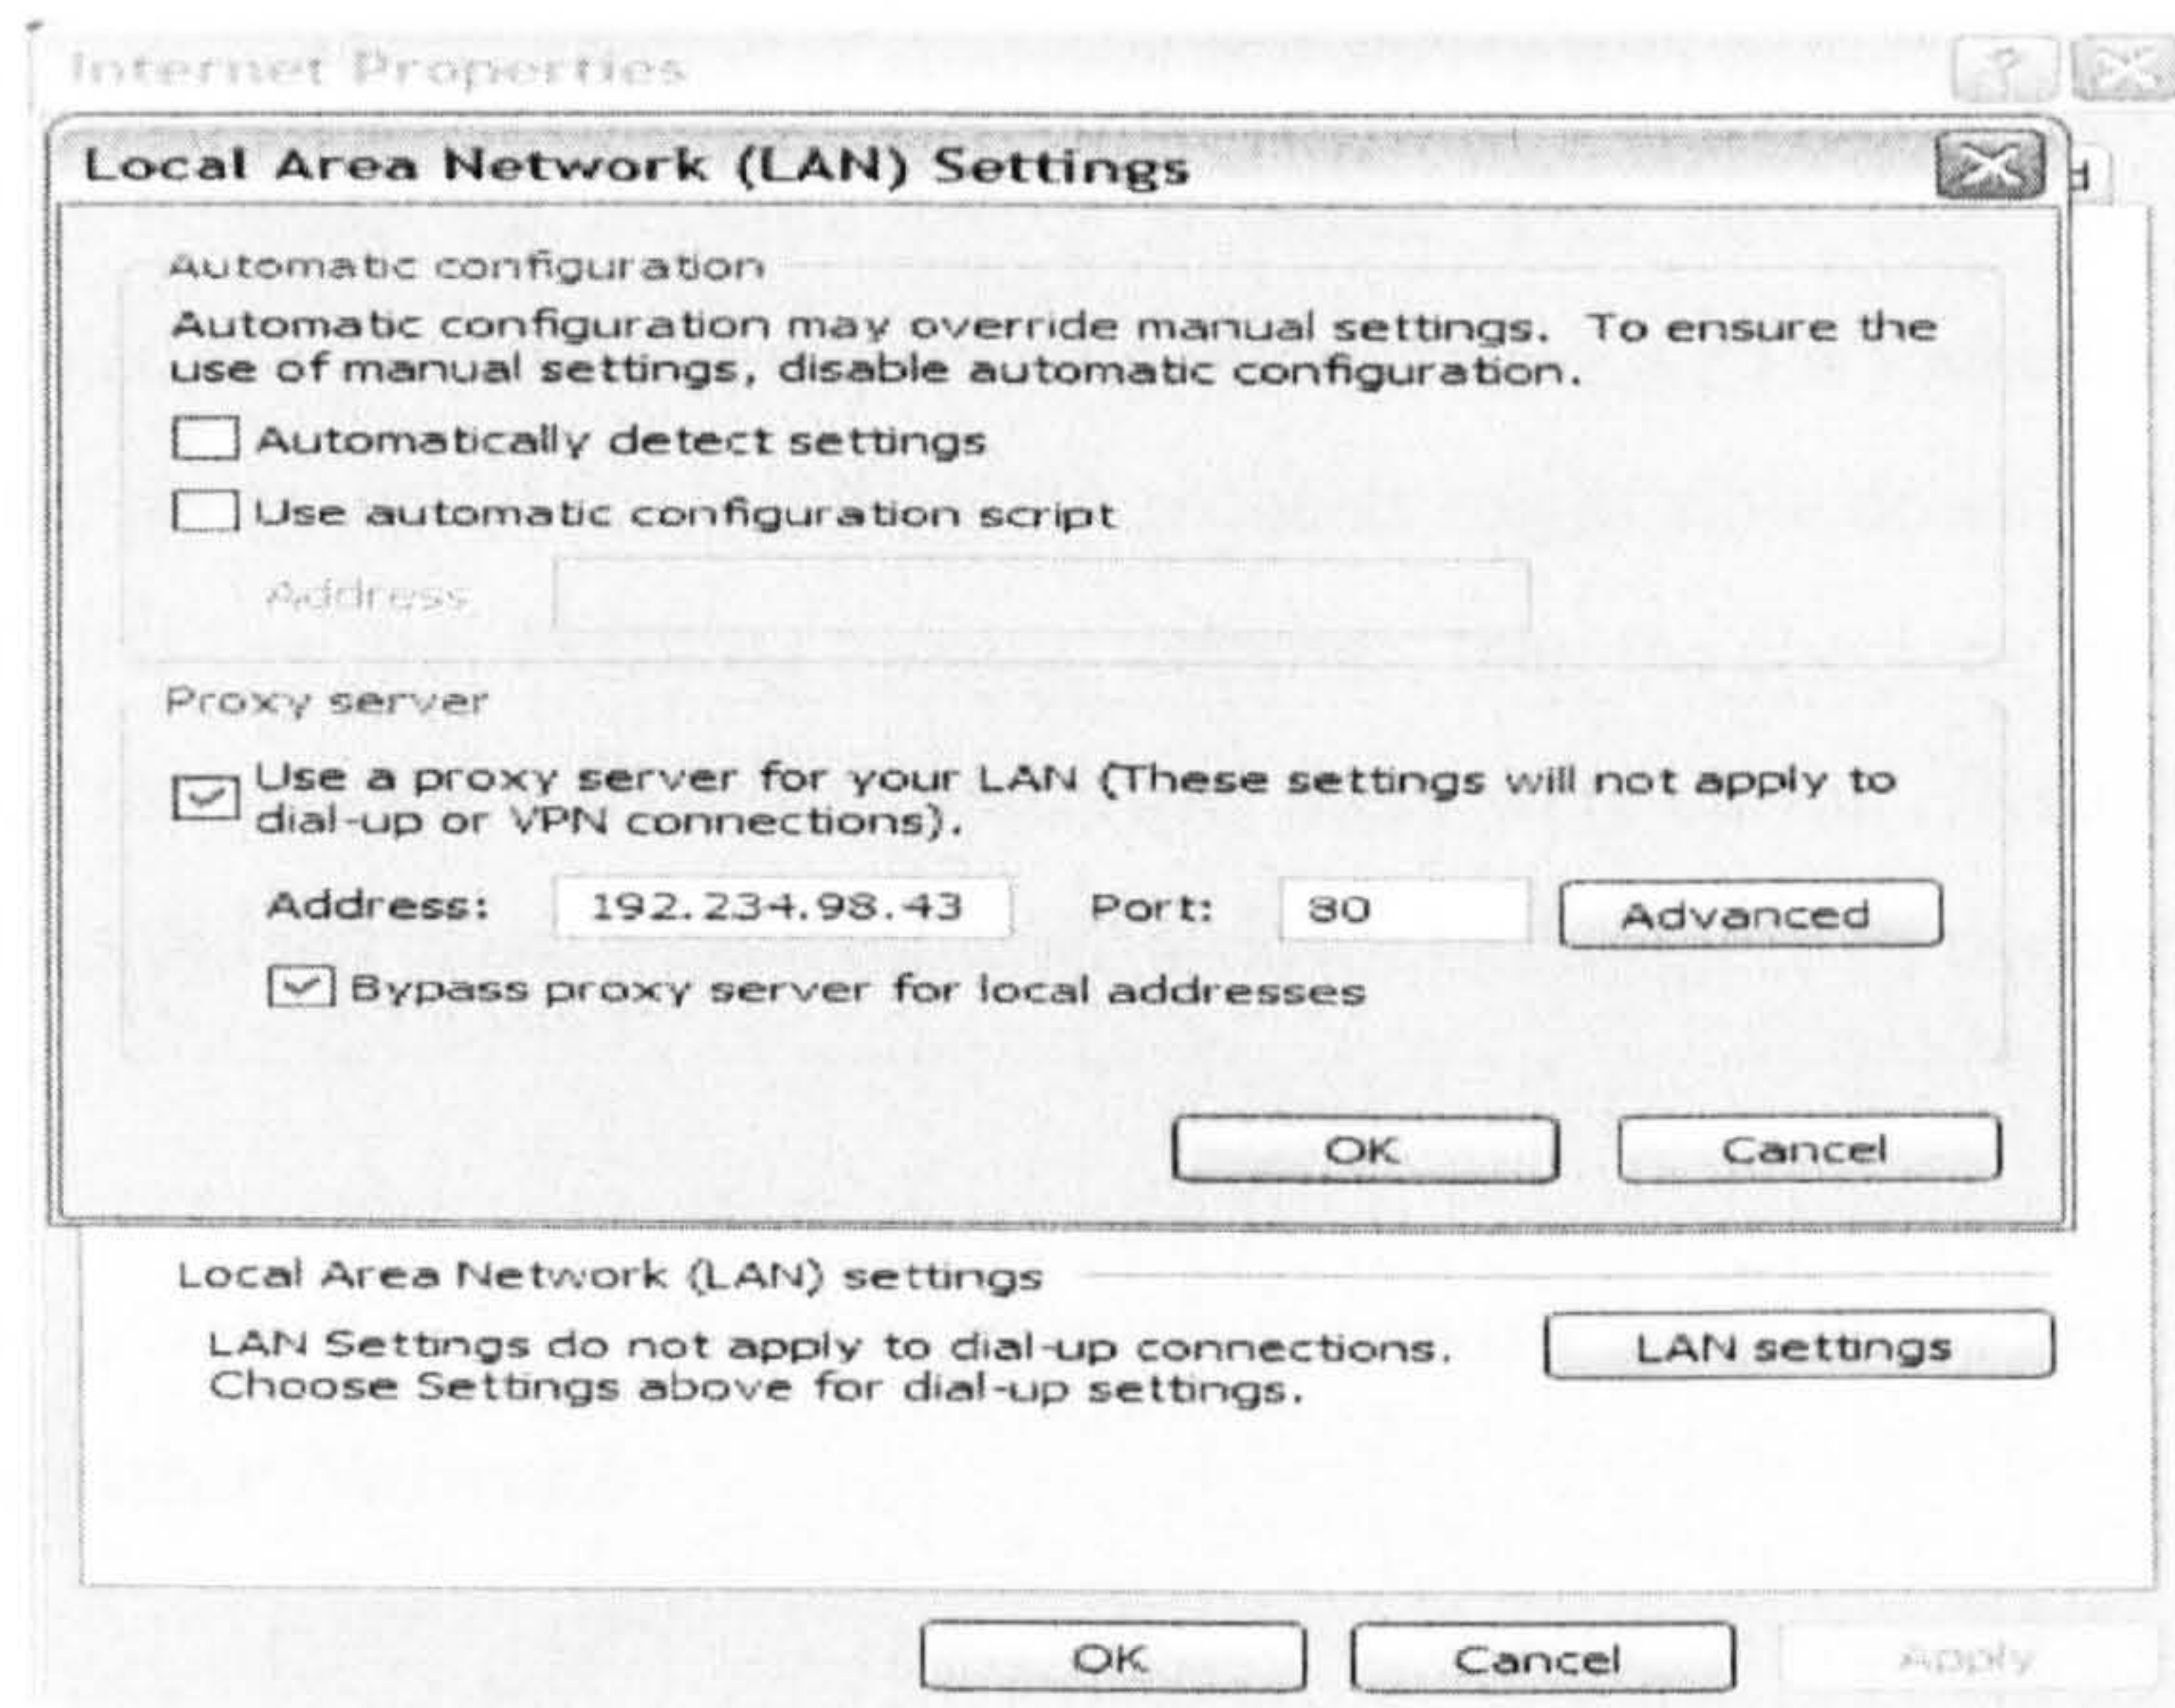 Internet Properties
Local Area Network (LAN) Settings
Automatic configuration
Automatic configuration may override manual settings. To ensure the
use of manual settings, disable automatic configuration.
Automatically detect settings
Use automatic configuration script
Address
Proxy server
Use a proxy server for your LAN (These settings will not apply to
dial-up or VPN connections).
Address: 192.234.98.43 Port: 80 Advanced
Bypass proxy server for local addresses
OK Cancel
Local Area Network (LAN) settings
LAN Settings do not apply to dial-up connections. LAN settings
Choose Settings above for dial-up settings.
OK Cancel Apply